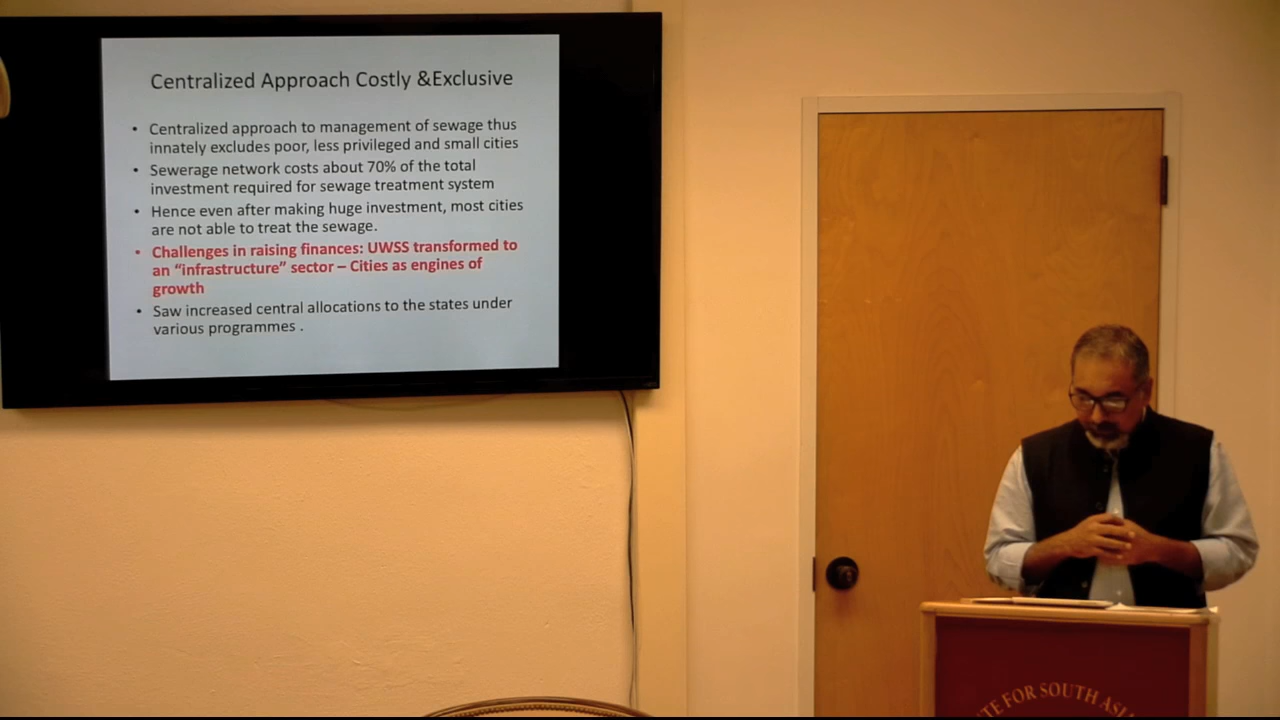 Centralized Approach Costly &Exclusive
• Centralized approach to management of sewage thus
innately excludes poor, less privileged and small cities
• Sewerage network costs about 70% of the total
investment required for sewage treatment system
• Hence even after making huge investment, most cities
are not able to treat the sewage.
• Challenges in raising finances: UWSS transformed to
an “infrastructure” sector – Cities as engines of
growth
• Saw increased central allocations to the states under
various programmes .
FOR SOUTH